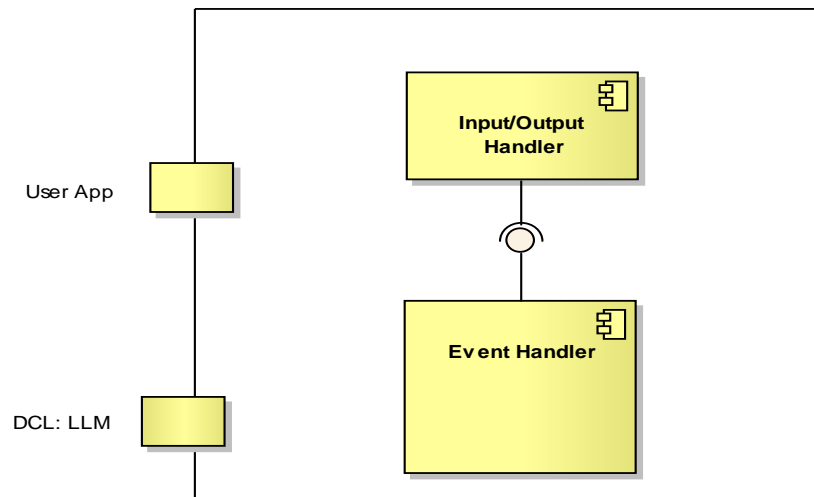 Input/Output
Handler
User App
Event Handler
DCL: LLM